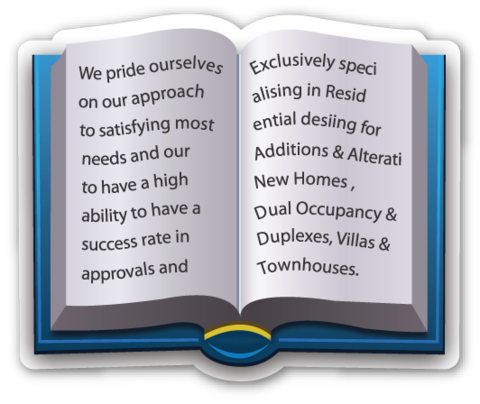 We pride ourselves
on our approach
to satisfying most
needs and our
to have a high
ability to have a
success rate in
approvals and
Exclusively speci
alising in Resid
ential desiing for
Additions & Alterati
New Homes ,
Dual Occupancy &
Duplexes, Villas &
Townhouses.